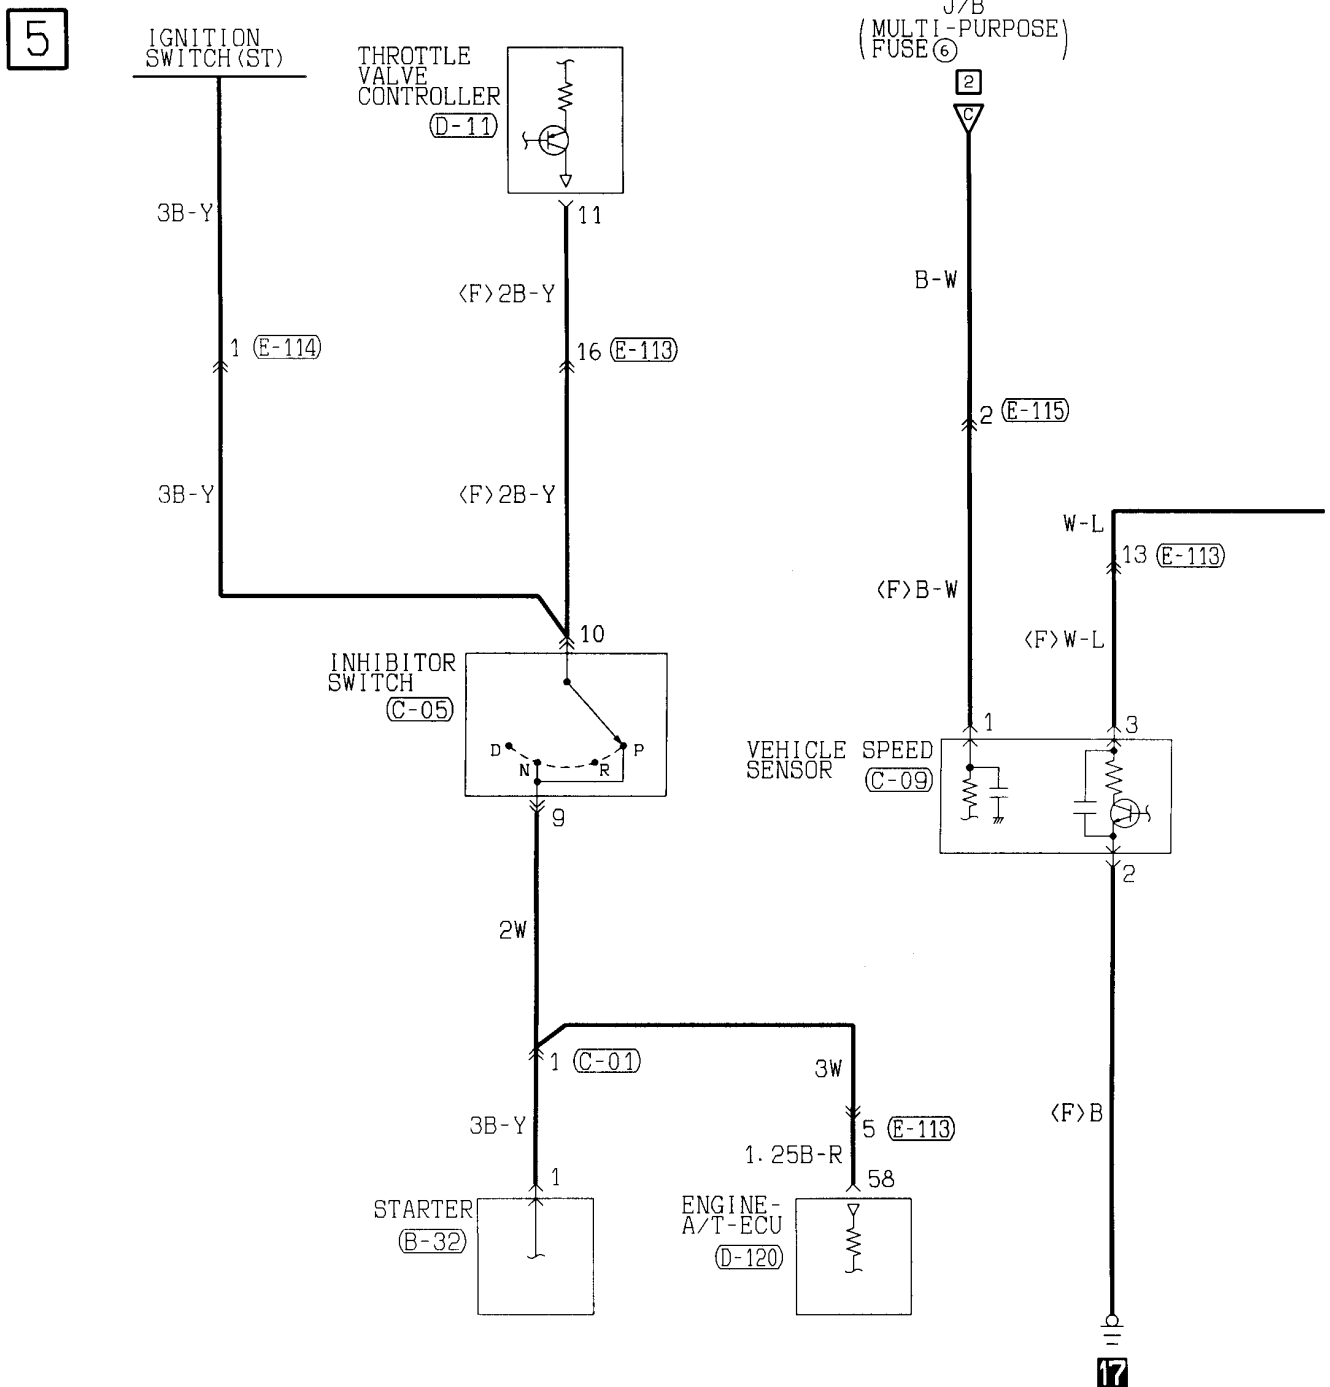 5
IGNITION
SWITCH(ST)
THROTTLE
VALVE
CONTROLLER
D-11
J/B
(MULTI-PURPOSE)
FUSE⑥
2
C
3B-Y
11
<F>2B-Y
B-W
1 E-114
16 E-113
2 E-115
3B-Y
<F>2B-Y
W-L
13 E-113
<F>B-W
<F>W-L
10
INHIBITOR
SWITCH
C-05
D
N
R
P
9
1
3
VEHICLE SPEED
SENSOR
C-09
2
2W
1 C-01
3W
3B-Y
5 E-113
<F>B
1.25B-R
1
58
STARTER
B-32
ENGINE-
A/T-ECU
D-120
17